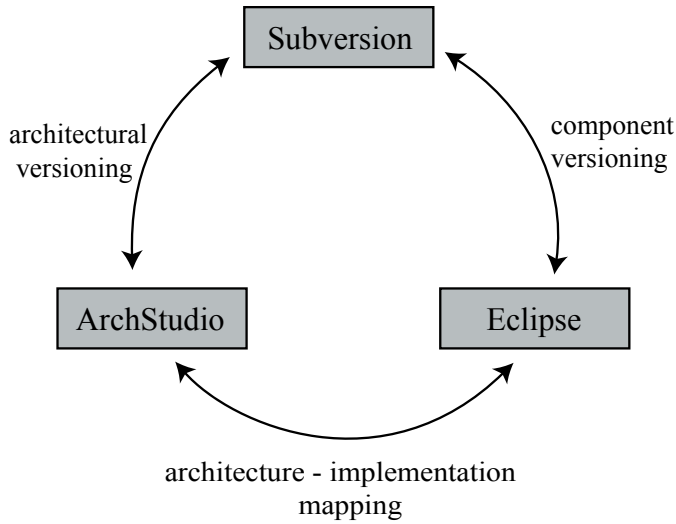 Subversion
architectural
versioning
component
versioning
ArchStudio
Eclipse
architecture - implementation
mapping